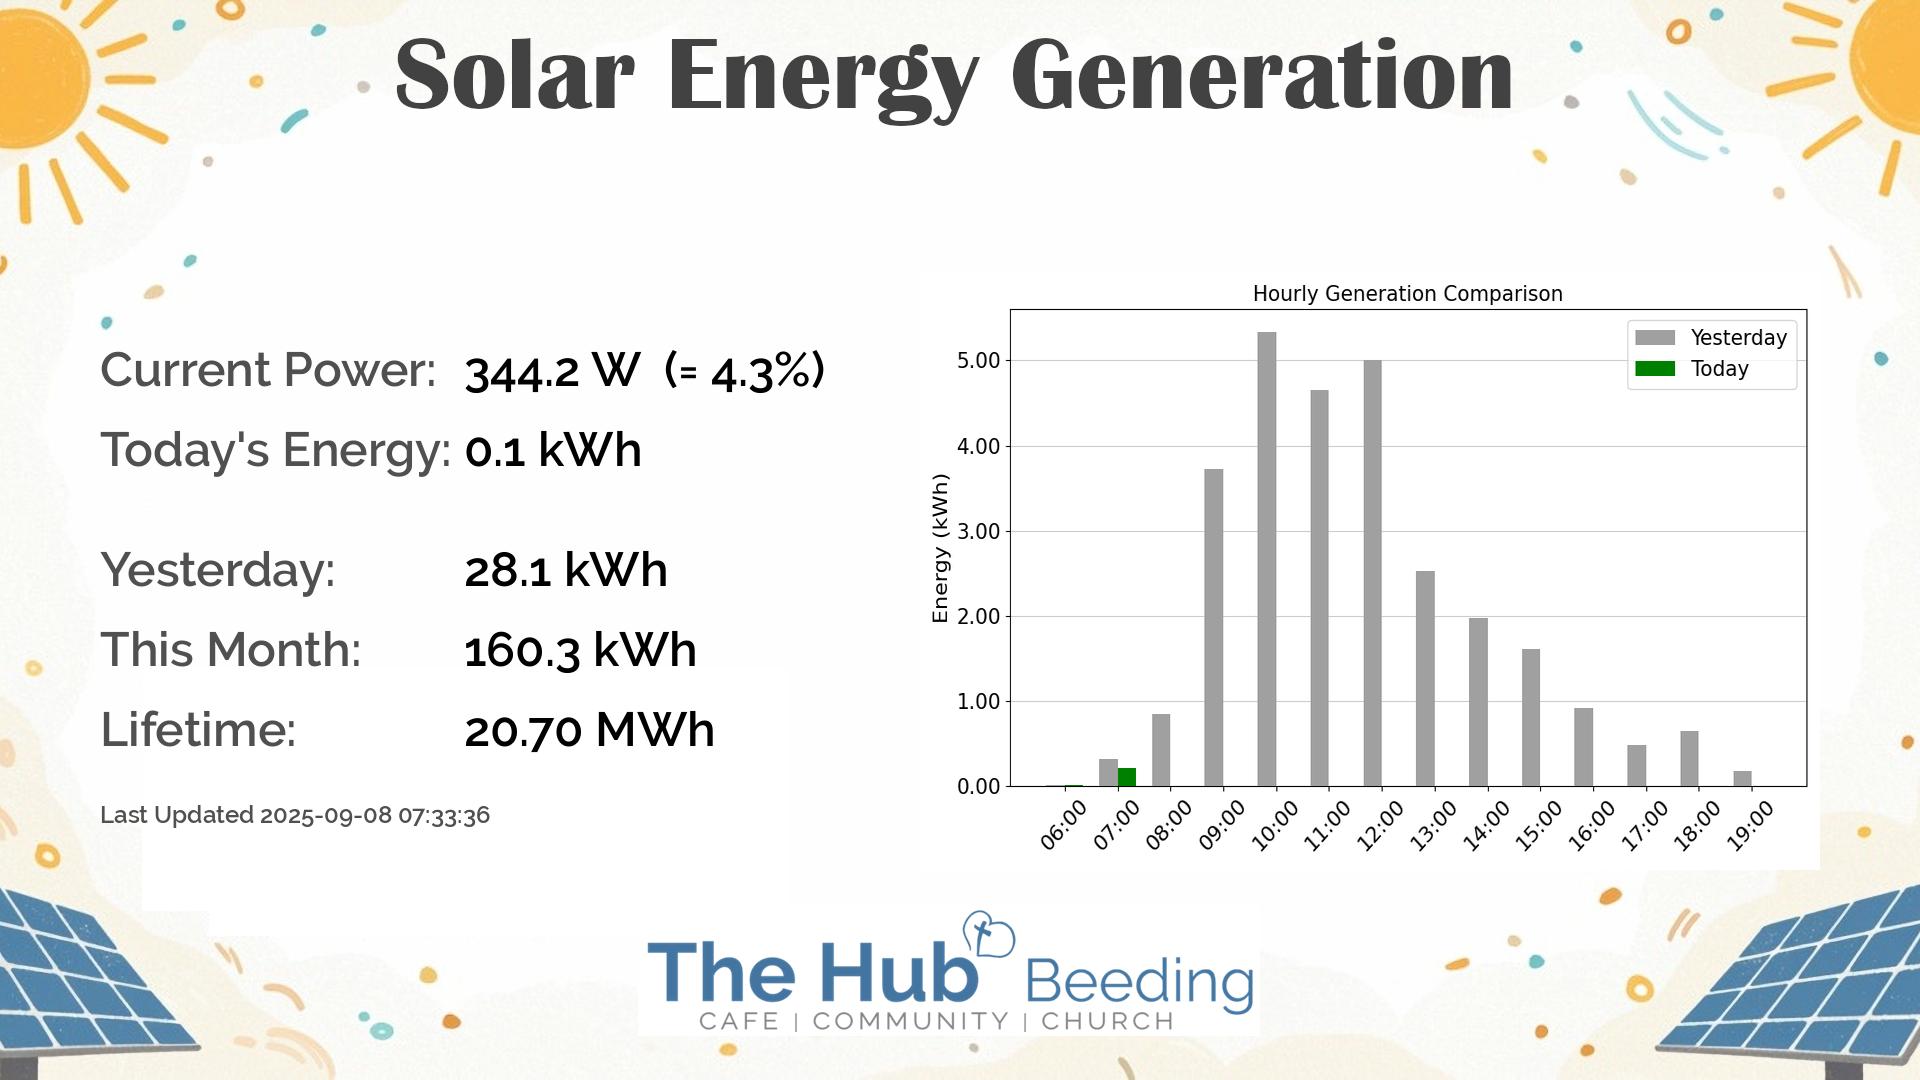 Solar Energy Generation
Current Power: 344.2 W (= 4.3%)
Today's Energy: 0.1 kWh
Yesterday: 28.1 kWh
This Month: 160.3 kWh
Lifetime: 20.70 MWh
Last Updated 2025-09-08 07:33:36
Hourly Generation Comparison
Yesterday
Today
Energy (kWh)
5.00
4.00
3.00
2.00
1.00
0.00
06:00 07:00 08:00 09:00 10:00 11:00 12:00 13:00 14:00 15:00 16:00 17:00 18:00 19:00
The Hub Beeding
CAFE | COMMUNITY | CHURCH